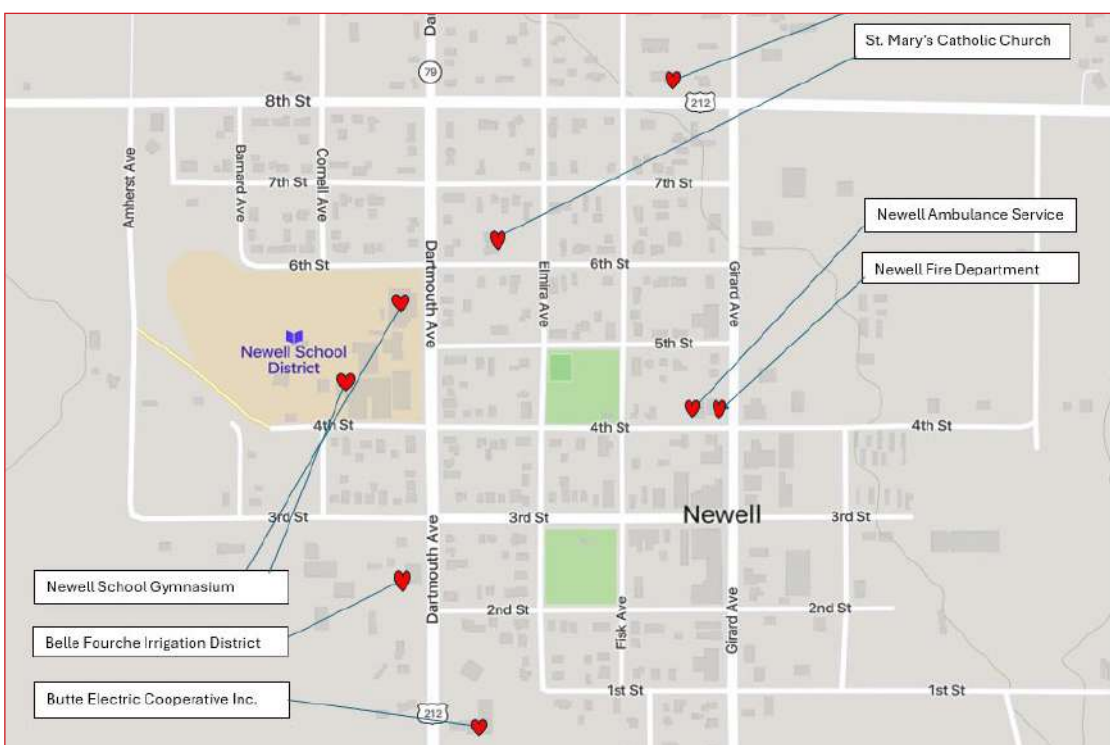 Da
St. Mary's Catholic Church
79
8th St
212
Amherst Ave
Barnard Ave
Cornell Ave
7th St
7th St
Newell Ambulance Service
Dartmouth Ave
Elmira Ave
Girard Ave
6th St
6th St
Newell Fire Department
Newell School
District
5th St
4th St
4th St
4th St
3rd St
3rd St
Newell
3rd St
Dartmouth Ave
Newell School Gymnasium
2nd St
2nd St
Fisk Ave
Girard Ave
Belle Fourche Irrigation District
Butte Electric Cooperative Inc.
1st St
1st St
212